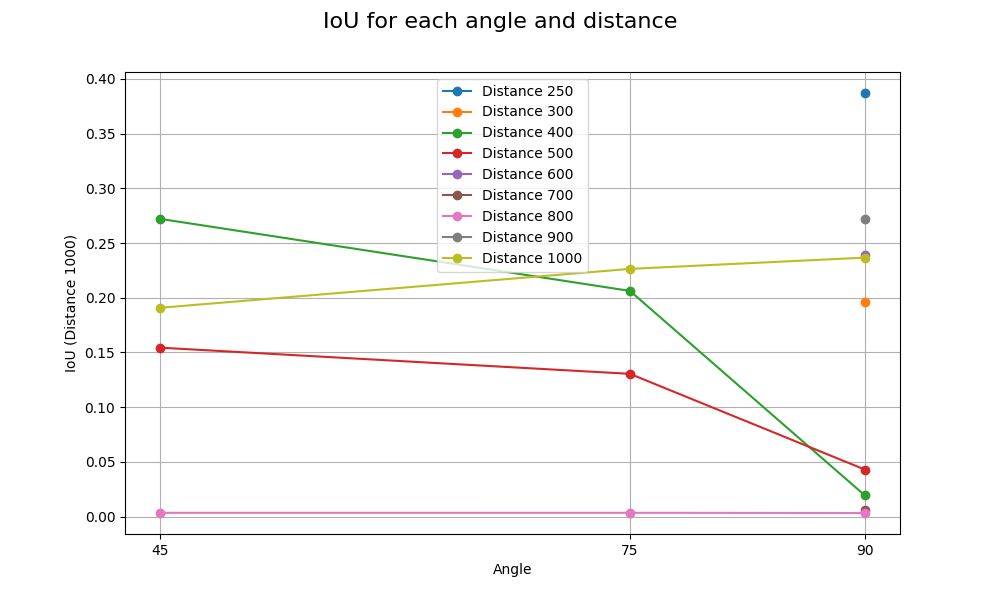 IoU for each angle and distance
0.40
0.35
0.30
0.25
0.20
0.15
0.10
0.05
0.00
IoU (Distance 1000)
Distance 250
Distance 300
Distance 400
Distance 500
Distance 600
Distance 700
Distance 800
Distance 900
Distance 1000
45
75
90
Angle